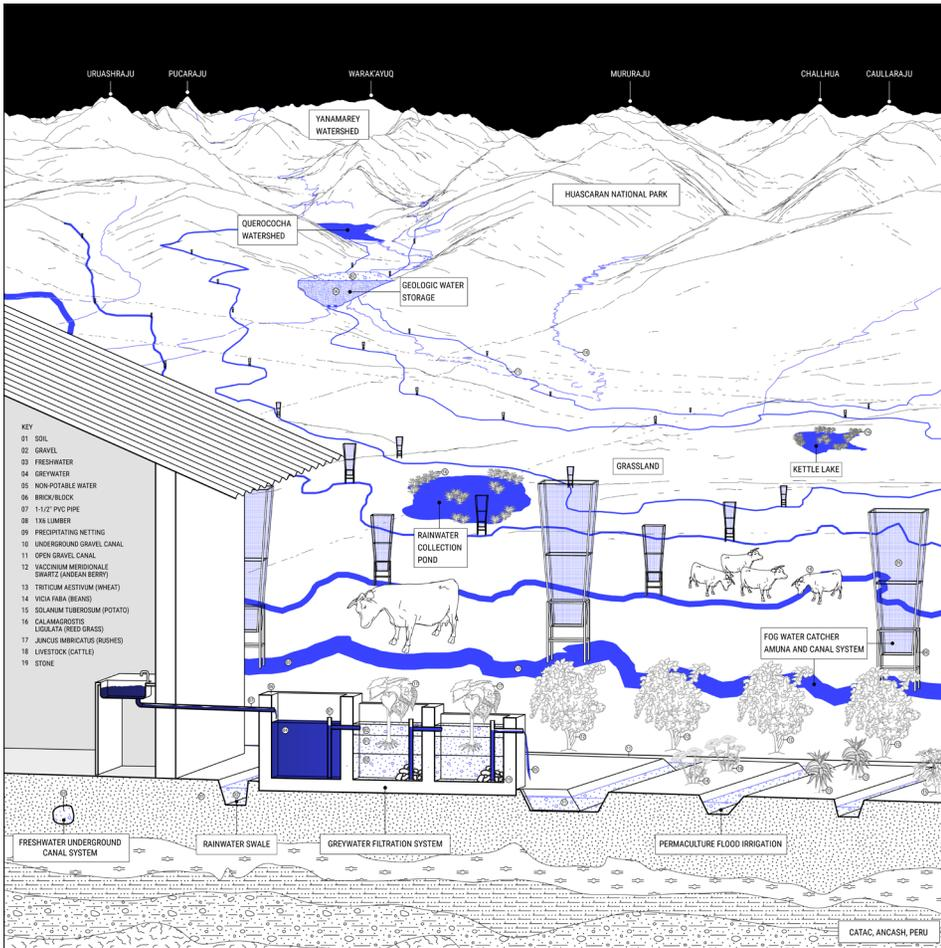 URUASHRAJU
PUCARAJU
WARAK'AYUQ
MURURAJU
CHALLHUA
CAULLARAJU
YANAMAREY
WATERSHED
HUASCARAN NATIONAL PARK
QUEROCOCHA
WATERSHED
GEOLOGIC WATER
STORAGE
KEY
01 SOIL
02 GRAVEL
03 FRESHWATER
04 GREYWATER
05 NON-POTABLE WATER
06 BRICK/BLOCK
07 1-1/2" PVC PIPE
08 1X6 LUMBER
09 PRECIPITATING NETTING
10 UNDERGROUND GRAVEL CANAL
11 OPEN GRAVEL CANAL
12 VACCINIUM MERIDIONALE
SWARTZ (ANDEAN BERRY)
13 TRITICUM AESTIVUM (WHEAT)
14 VICIA FABA (BEANS)
15 SOLANUM TUBEROSUM (POTATO)
16 CALAMAGROSTIS
LIGULATA (REED GRASS)
17 JUNCUS IMBRICATUS (RUSHES)
18 LIVESTOCK (CATTLE)
19 STONE
GRASSLAND
KETTLE LAKE
RAINWATER
COLLECTION
POND
FOG WATER CATCHER
AMUNA AND CANAL SYSTEM
FRESHWATER UNDERGROUND
CANAL SYSTEM
RAINWATER SWALE
GREYWATER FILTRATION SYSTEM
PERMACULTURE FLOOD IRRIGATION
CATAC, ANCASH, PERU